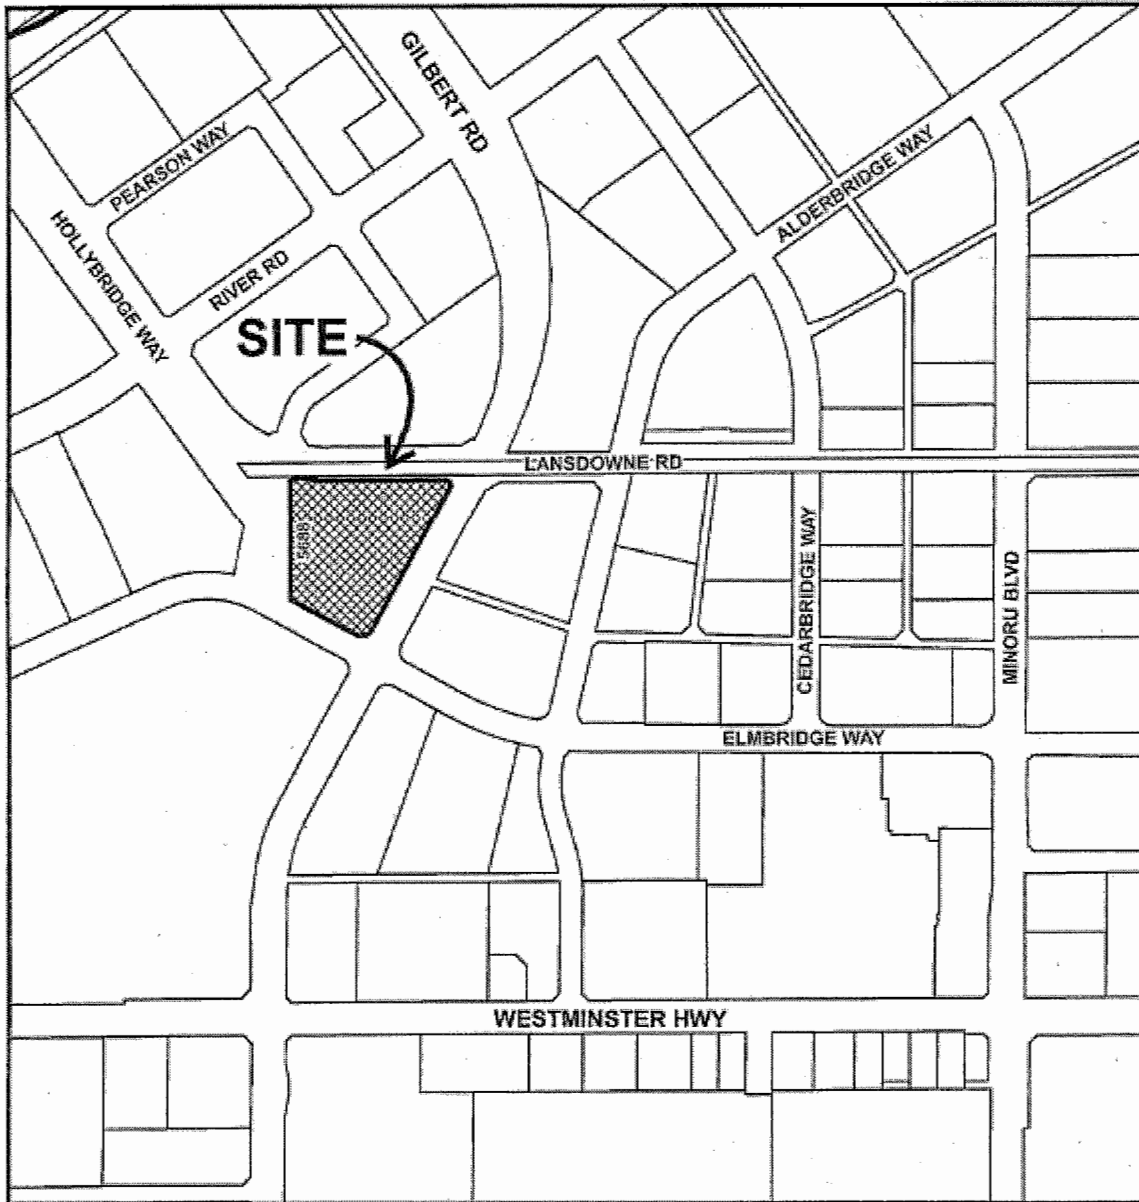 GILBERT RD
PEARSON WAY
ALDERBRIDGE WAY
HOLLYBRIDGE WAY
RIVER RD
SITE
LANSDOWNE RD
5688
CEDARBRIDGE WAY
MINORU BLVD
ELMBRIDGE WAY
WESTMINSTER HWY